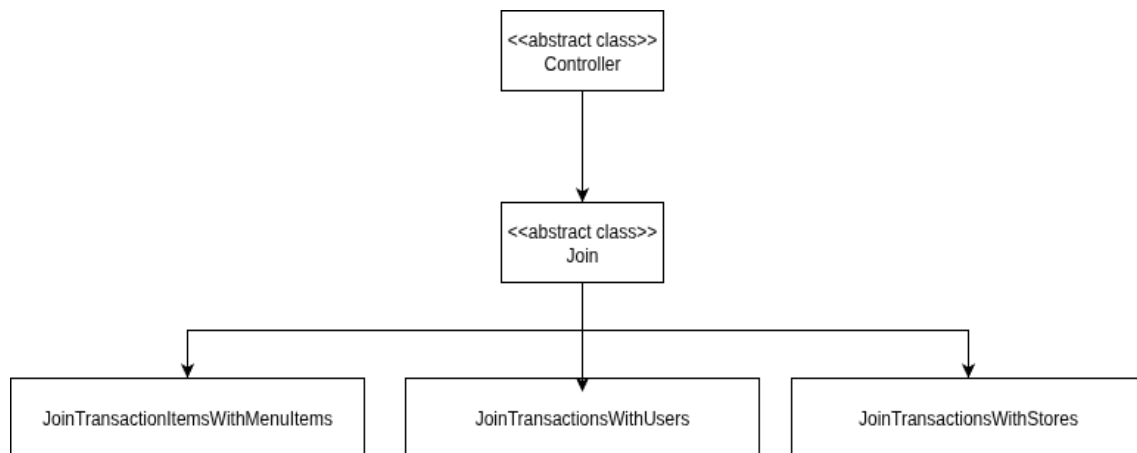 <<abstract class>>
Controller
<<abstract class>>
Join
JoinTransactionItemsWithMenuItems
JoinTransactionsWithUsers
JoinTransactionsWithStores